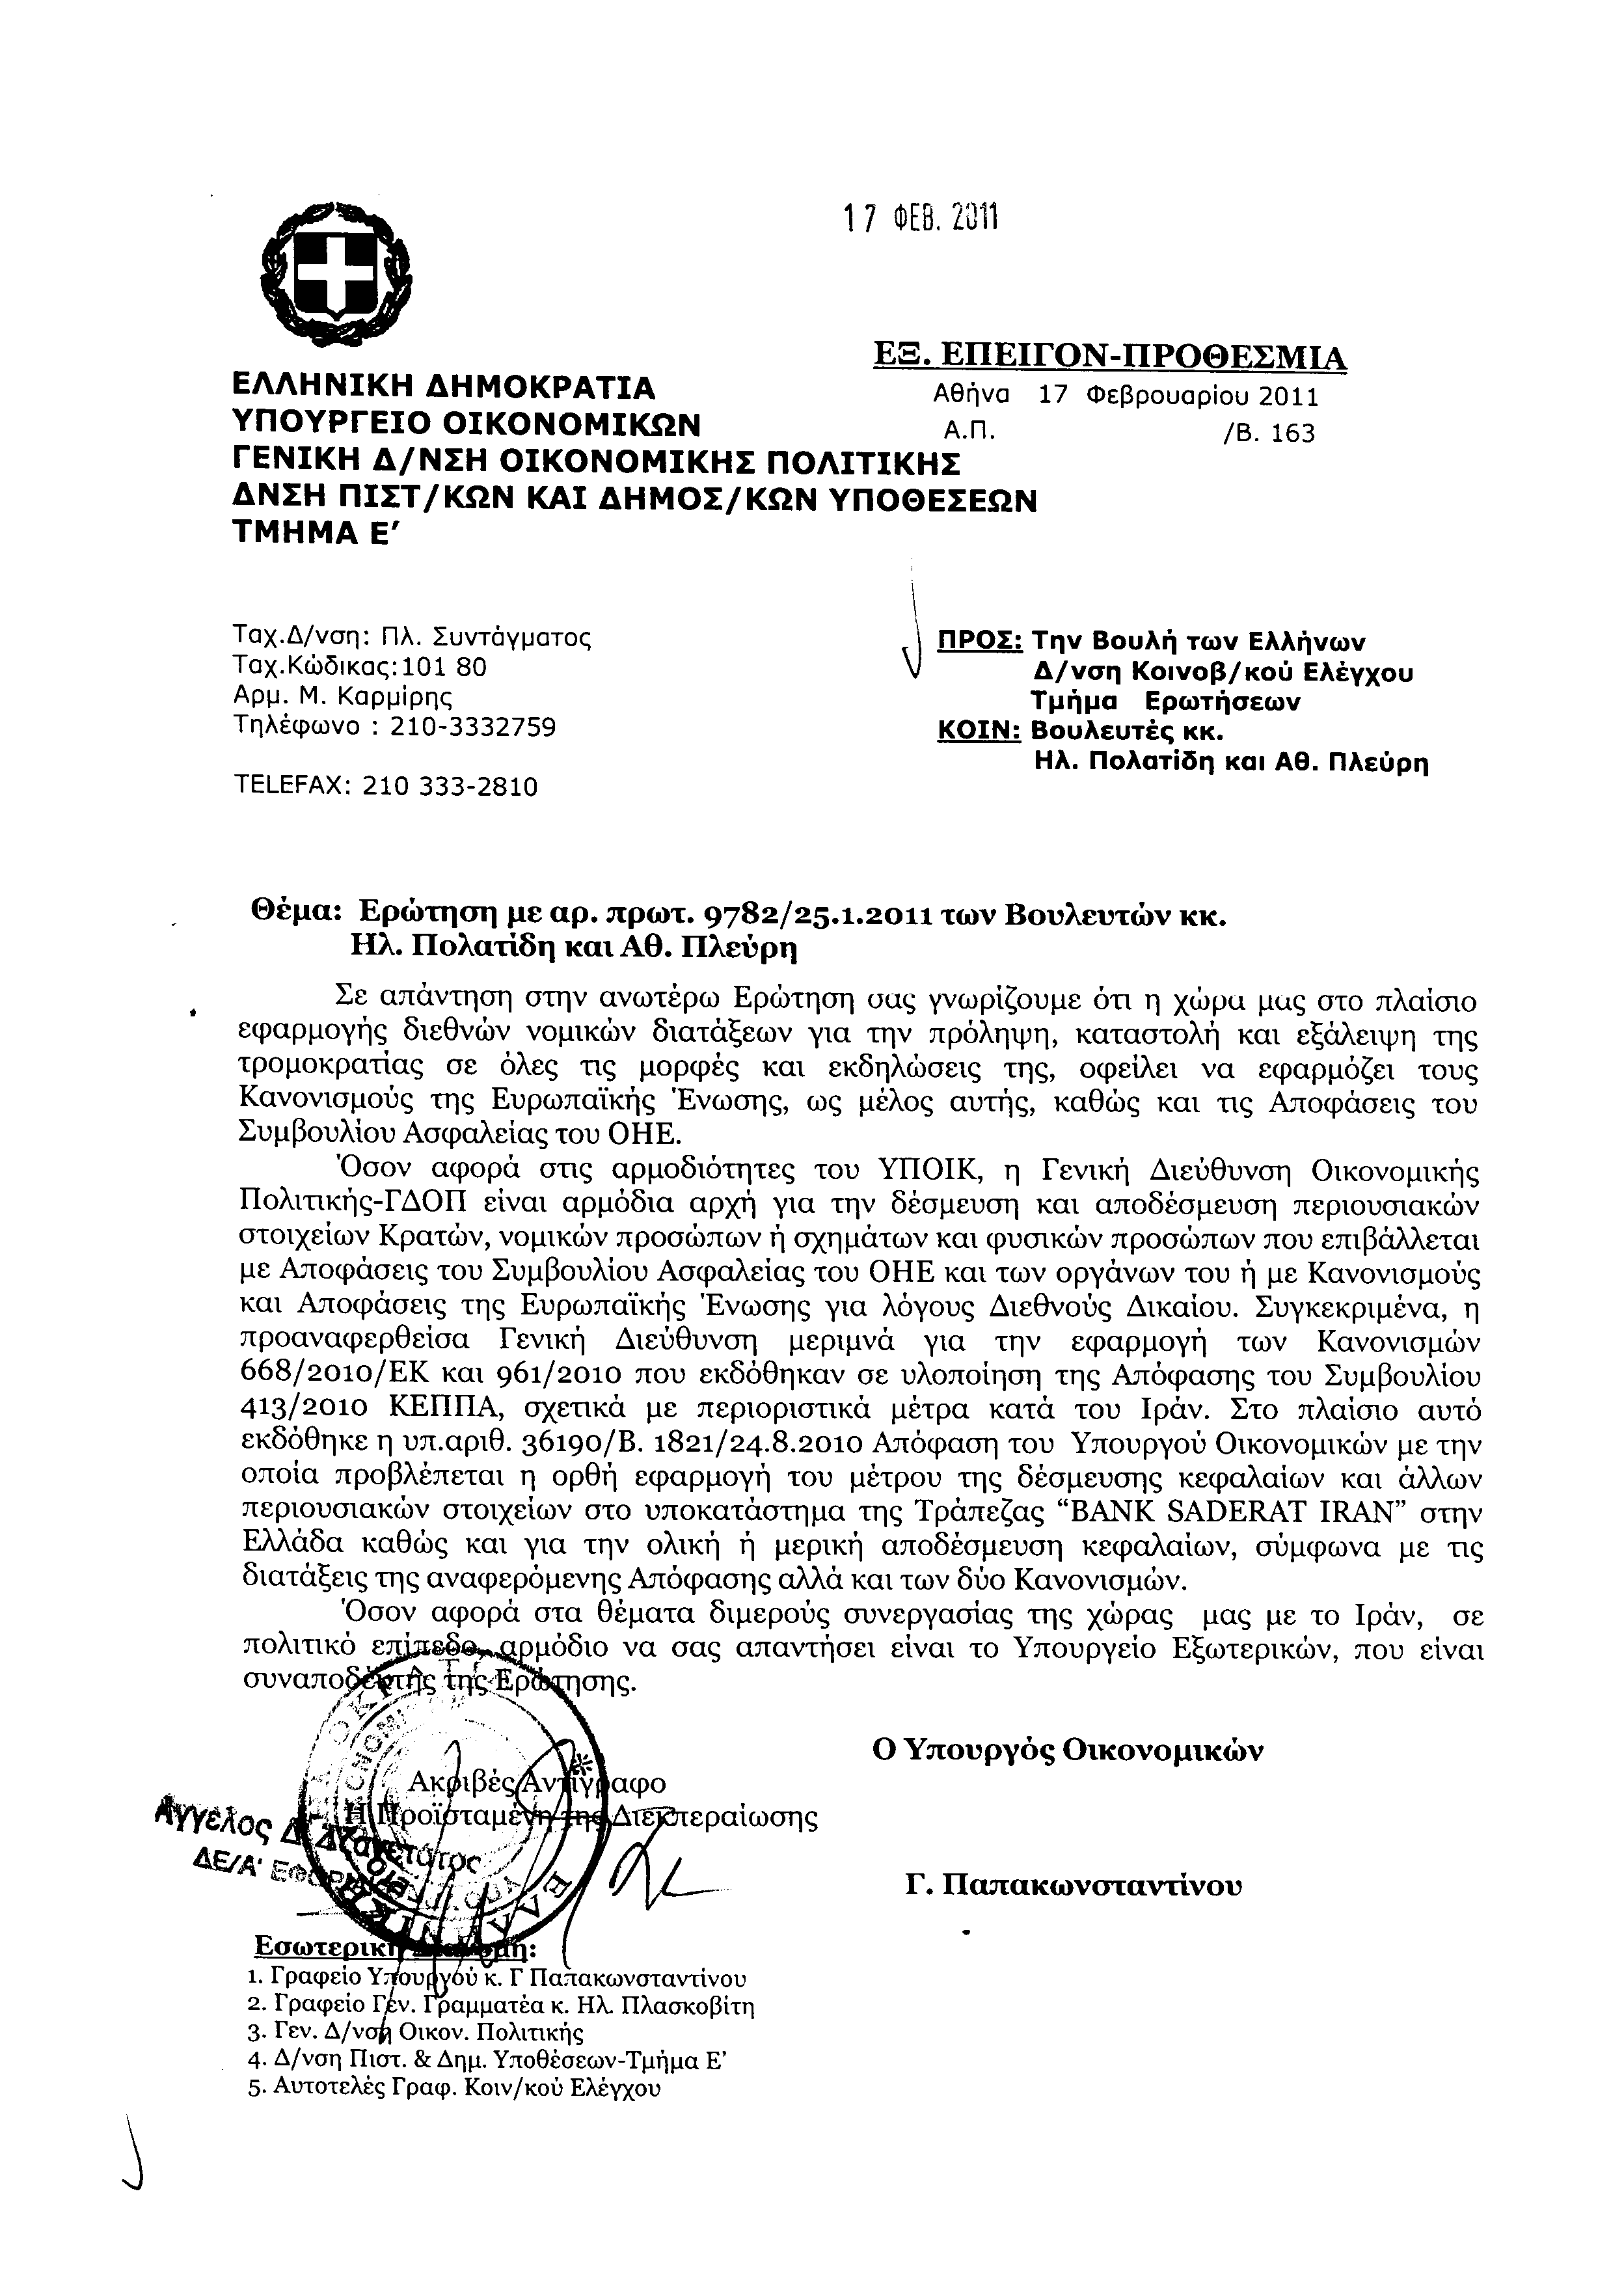 17 ΦΕΒ. 2011
ΕΞ. ΕΠΕΙΓΟΝ-ΠΡΟΘΕΣΜΙΑ
Αθήνα 17 Φεβρουαρίου 2011
Α.Π. /Β. 163
ΕΛΛΗΝΙΚΗ ΔΗΜΟΚΡΑΤΙΑ
ΥΠΟΥΡΓΕΙΟ ΟΙΚΟΝΟΜΙΚΩΝ
ΓΕΝΙΚΗ Δ/ΝΣΗ ΟΙΚΟΝΟΜΙΚΗΣ ΠΟΛΙΤΙΚΗΣ
ΔΝΣΗ ΠΙΣΤ/ΚΩΝ ΚΑΙ ΔΗΜΟΣ/ΚΩΝ ΥΠΟΘΕΣΕΩΝ
ΤΜΗΜΑ Ε’
Ταχ.Δ/νση: Πλ. Συντάγματος
Ταχ.Κώδικας:101 80
Αρμ. Μ. Καρμίρης
Τηλέφωνο : 210-3332759
TELEFAX: 210 333-2810
ΠΡΟΣ: Την Βουλή των Ελλήνων
Δ/νση Κοινοβ/κού Ελέγχου
Τμήμα Ερωτήσεων
ΚΟΙΝ: Βουλευτές κκ.
Ηλ. Πολατίδη και Αθ. Πλεύρη
Θέμα: Ερώτηση με αρ. πρωτ. 9782/25.1.2011 των Βουλευτών κκ.
Ηλ. Πολατίδη και Αθ. Πλεύρη
Σε απάντηση στην ανωτέρω Ερώτηση σας γνωρίζουμε ότι η χώρα μας στο πλαίσιο
εφαρμογής διεθνών νομικών διατάξεων για την πρόληψη, καταστολή και εξάλειψη της
τρομοκρατίας σε όλες τις μορφές και εκδηλώσεις της, οφείλει να εφαρμόζει τους
Κανονισμούς της Ευρωπαϊκής Ένωσης, ως μέλος αυτής, καθώς και τις Αποφάσεις του
Συμβουλίου Ασφαλείας του ΟΗΕ.
Όσον αφορά στις αρμοδιότητες του ΥΠΟΙΚ, η Γενική Διεύθυνση Οικονομικής
Πολιτικής-ΓΔΟΠ είναι αρμόδια αρχή για την δέσμευση και αποδέσμευση περιουσιακών
στοιχείων Κρατών, νομικών προσώπων ή σχημάτων και φυσικών προσώπων που επιβάλλεται
με Αποφάσεις του Συμβουλίου Ασφαλείας του ΟΗΕ και των οργάνων του ή με Κανονισμούς
και Αποφάσεις της Ευρωπαϊκής Ένωσης για λόγους Διεθνούς Δικαίου. Συγκεκριμένα, η
προαναφερθείσα Γενική Διεύθυνση μεριμνά για την εφαρμογή των Κανονισμών
668/2010/ΕΚ και 961/2010 που εκδόθηκαν σε υλοποίηση της Απόφασης του Συμβουλίου
413/2010 ΚΕΠΠΑ, σχετικά με περιοριστικά μέτρα κατά του Ιράν. Στο πλαίσιο αυτό
εκδόθηκε η υπ.αριθ. 36190/Β. 1821/24.8.2010 Απόφαση του Υπουργού Οικονομικών με την
οποία προβλέπεται η ορθή εφαρμογή του μέτρου της δέσμευσης κεφαλαίων και άλλων
περιουσιακών στοιχείων στο υποκατάστημα της Τράπεζας “BANK SADERAT IRAN” στην
Ελλάδα καθώς και για την ολική ή μερική αποδέσμευση κεφαλαίων, σύμφωνα με τις
διατάξεις της αναφερόμενης Απόφασης αλλά και των δύο Κανονισμών.
Όσον αφορά στα θέματα διμερούς συνεργασίας της χώρας μας με το Ιράν, σε
πολιτικό επίπεδο, αρμόδιο να σας απαντήσει είναι το Υπουργείο Εξωτερικών, που είναι
συναποδέκτης της Ερώτησης.
Ο Υπουργός Οικονομικών
Ακριβές Αντίγραφο
Η Προϊσταμένη της Διεκπεραίωσης
Άγγελος Δ.
ΔΕ/Α'
Γ. Παπακωνσταντίνου
Εσωτερική Διανομή:
1. Γραφείο Υπουργού κ. Γ Παπακωνσταντίνου
2. Γραφείο Γεν. Γραμματέα κ. Ηλ. Πλασκοβίτη
3. Γεν. Δ/νση Οικον. Πολιτικής
4. Δ/νση Πιστ. & Δημ. Υποθέσεων-Τμήμα Ε’
5. Αυτοτελές Γραφ. Κοιν/κού Ελέγχου